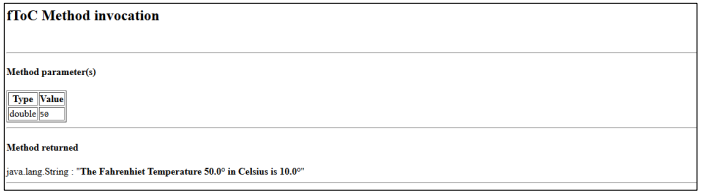 fToC Method invocation
Method parameter(s)
Type Value
double 50
Method returned
java.lang.String : "The Fahrenhiet Temperature 50.0° in Celsius is 10.0°"